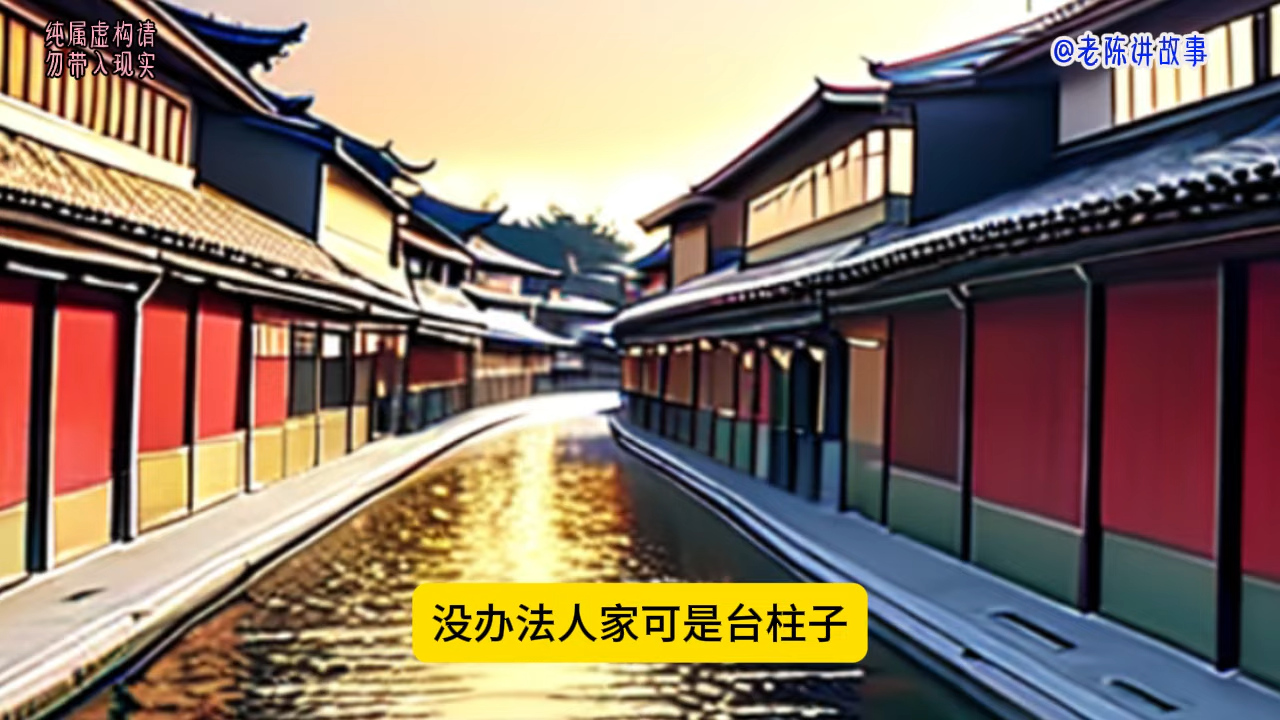 纯属虚构请
勿带入现实
@老陈讲故事
没办法人家可是台柱子